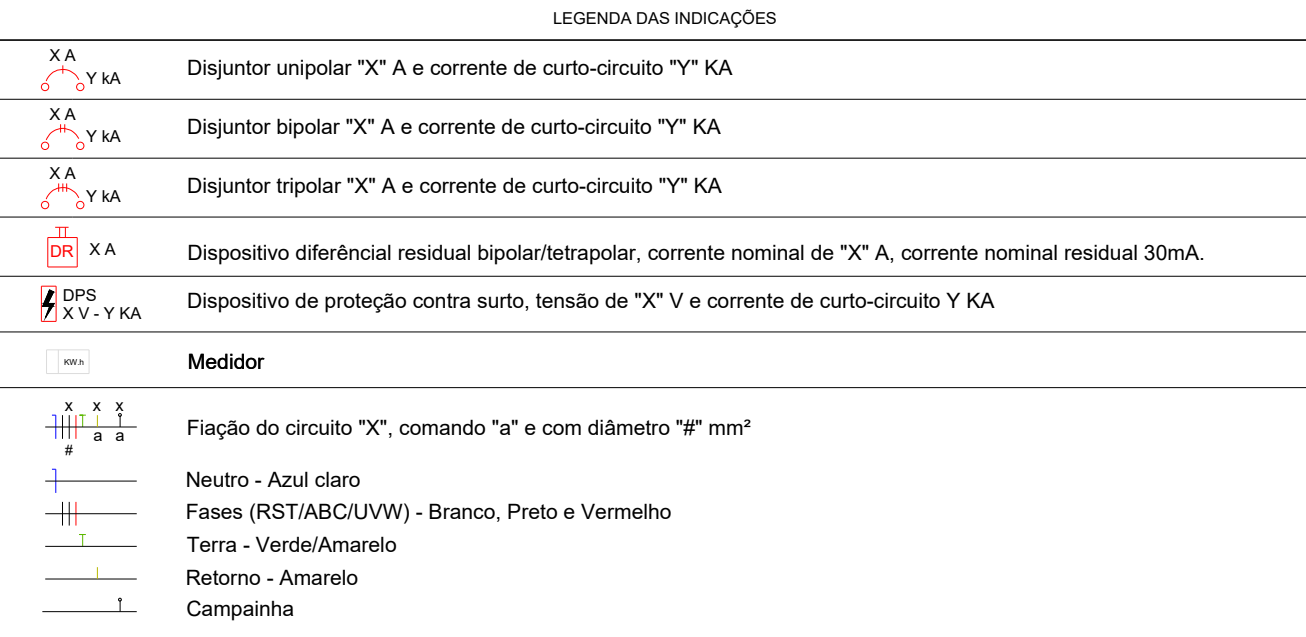 LEGENDA DAS INDICAÇÕES
X A
Y kA
Disjuntor unipolar "X" A e corrente de curto-circuito "Y" KA
X A
Y kA
Disjuntor bipolar "X" A e corrente de curto-circuito "Y" KA
X A
Y kA
Disjuntor tripolar "X" A e corrente de curto-circuito "Y" KA
DR X A
Dispositivo diferêncial residual bipolar/tetrapolar, corrente nominal de "X" A, corrente nominal residual 30mA.
DPS
X V - Y KA
Dispositivo de proteção contra surto, tensão de "X" V e corrente de curto-circuito Y KA
KW.h
Medidor
x x x
a a
#
Fiação do circuito "X", comando "a" e com diâmetro "#" mm²
Neutro - Azul claro
Fases (RST/ABC/UVW) - Branco, Preto e Vermelho
Terra - Verde/Amarelo
Retorno - Amarelo
Campainha